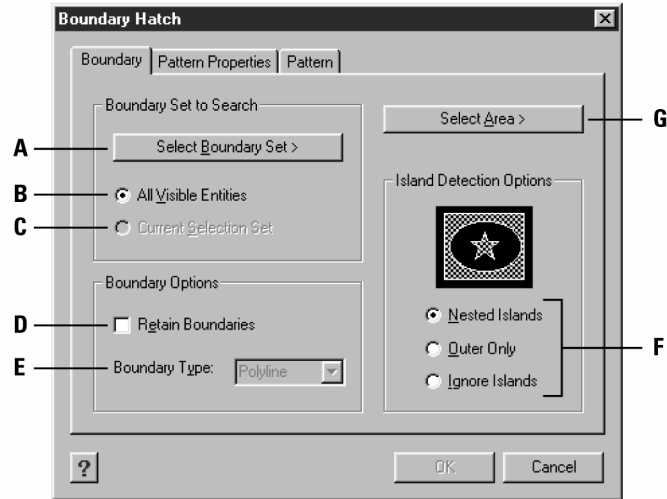 Boundary Hatch
Boundary Pattern Properties Pattern
Boundary Set to Search
A Select Boundary Set >
B All Visible Entities
C Current Selection Set
Boundary Options
D Retain Boundaries
E Boundary Type: Polyline
Select Area > G
Island Detection Options
Nested Islands
Outer Only F
Ignore Islands
? OK Cancel